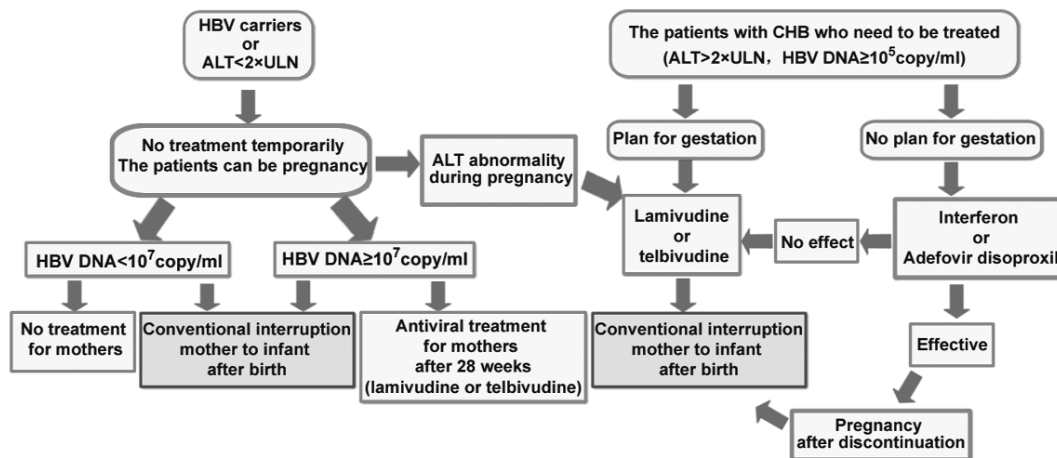 HBV carriers
or
ALT<2×ULN
The patients with CHB who need to be treated
(ALT>2×ULN, HBV DNA≥10⁵copy/ml)
No treatment temporarily
The patients can be pregnancy
ALT abnormality
during pregnancy
Plan for gestation
No plan for gestation
Lamivudine
or
telbivudine
No effect
Interferon
or
Adefovir disoproxil
HBV DNA<10⁷copy/ml
HBV DNA≥10⁷copy/ml
No treatment
for mothers
Conventional interruption
mother to infant
after birth
Antiviral treatment
for mothers
after 28 weeks
(lamivudine or telbivudine)
Conventional interruption
mother to infant
after birth
Effective
Pregnancy
after discontinuation